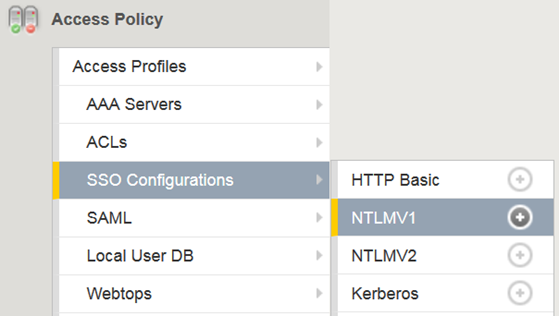 Access Policy
Access Profiles
AAA Servers
ACLs
SSO Configurations
HTTP Basic
SAML
NTLMV1
Local User DB
NTLMV2
Webtops
Kerberos